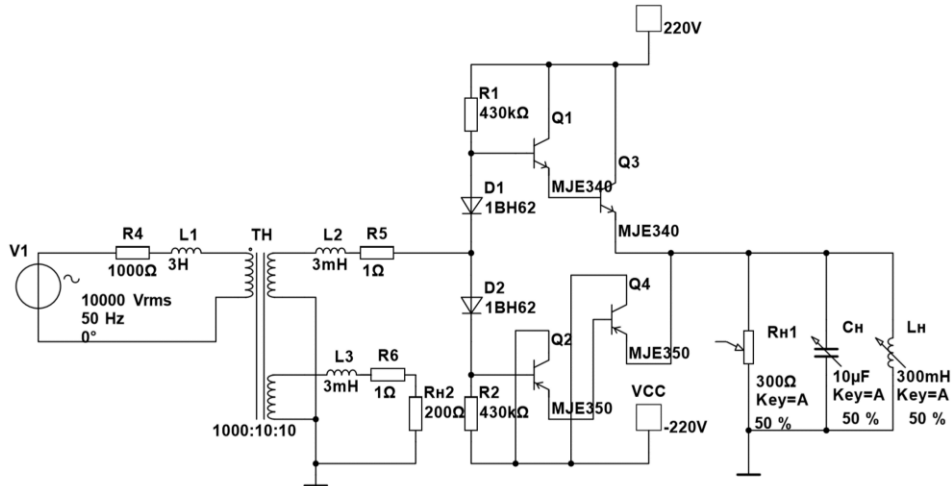 220V
R1
430kΩ
Q1
Q3
MJE340
D1
1BH62
MJE340
V1
R4
1000Ω
L1
3H
TH
L2
3mH
R5
1Ω
10000 Vrms
50 Hz
0°
D2
1BH62
Q4
Q2
MJE350
MJE350
L3
3mH
R6
1Ω
RH2
200Ω
R2
430kΩ
VCC
-220V
1000:10:10
RH1
300Ω
Key=A
50 %
CH
10µF
Key=A
50 %
LH
300mH
Key=A
50 %